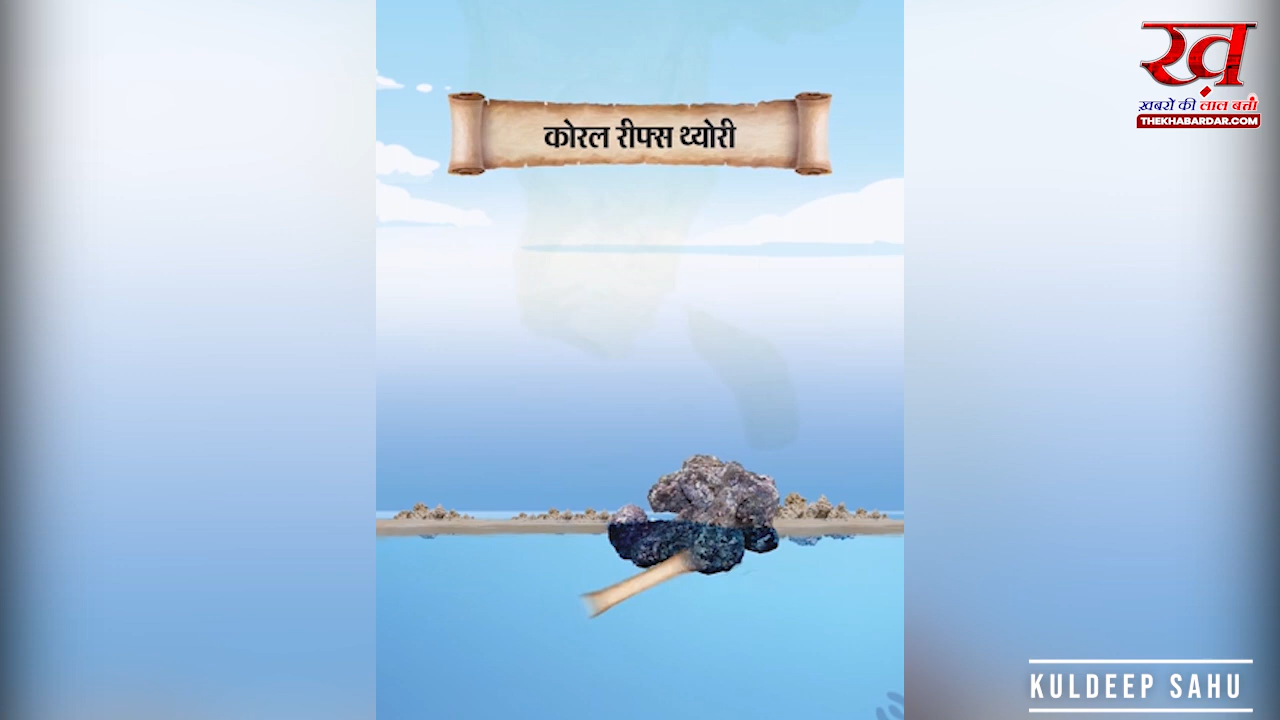 कोरल रीफ्स थ्योरी
ख़
ख़बरों की लाल बत्ती
THEKHABARDAR.COM
KULDEEP SAHU